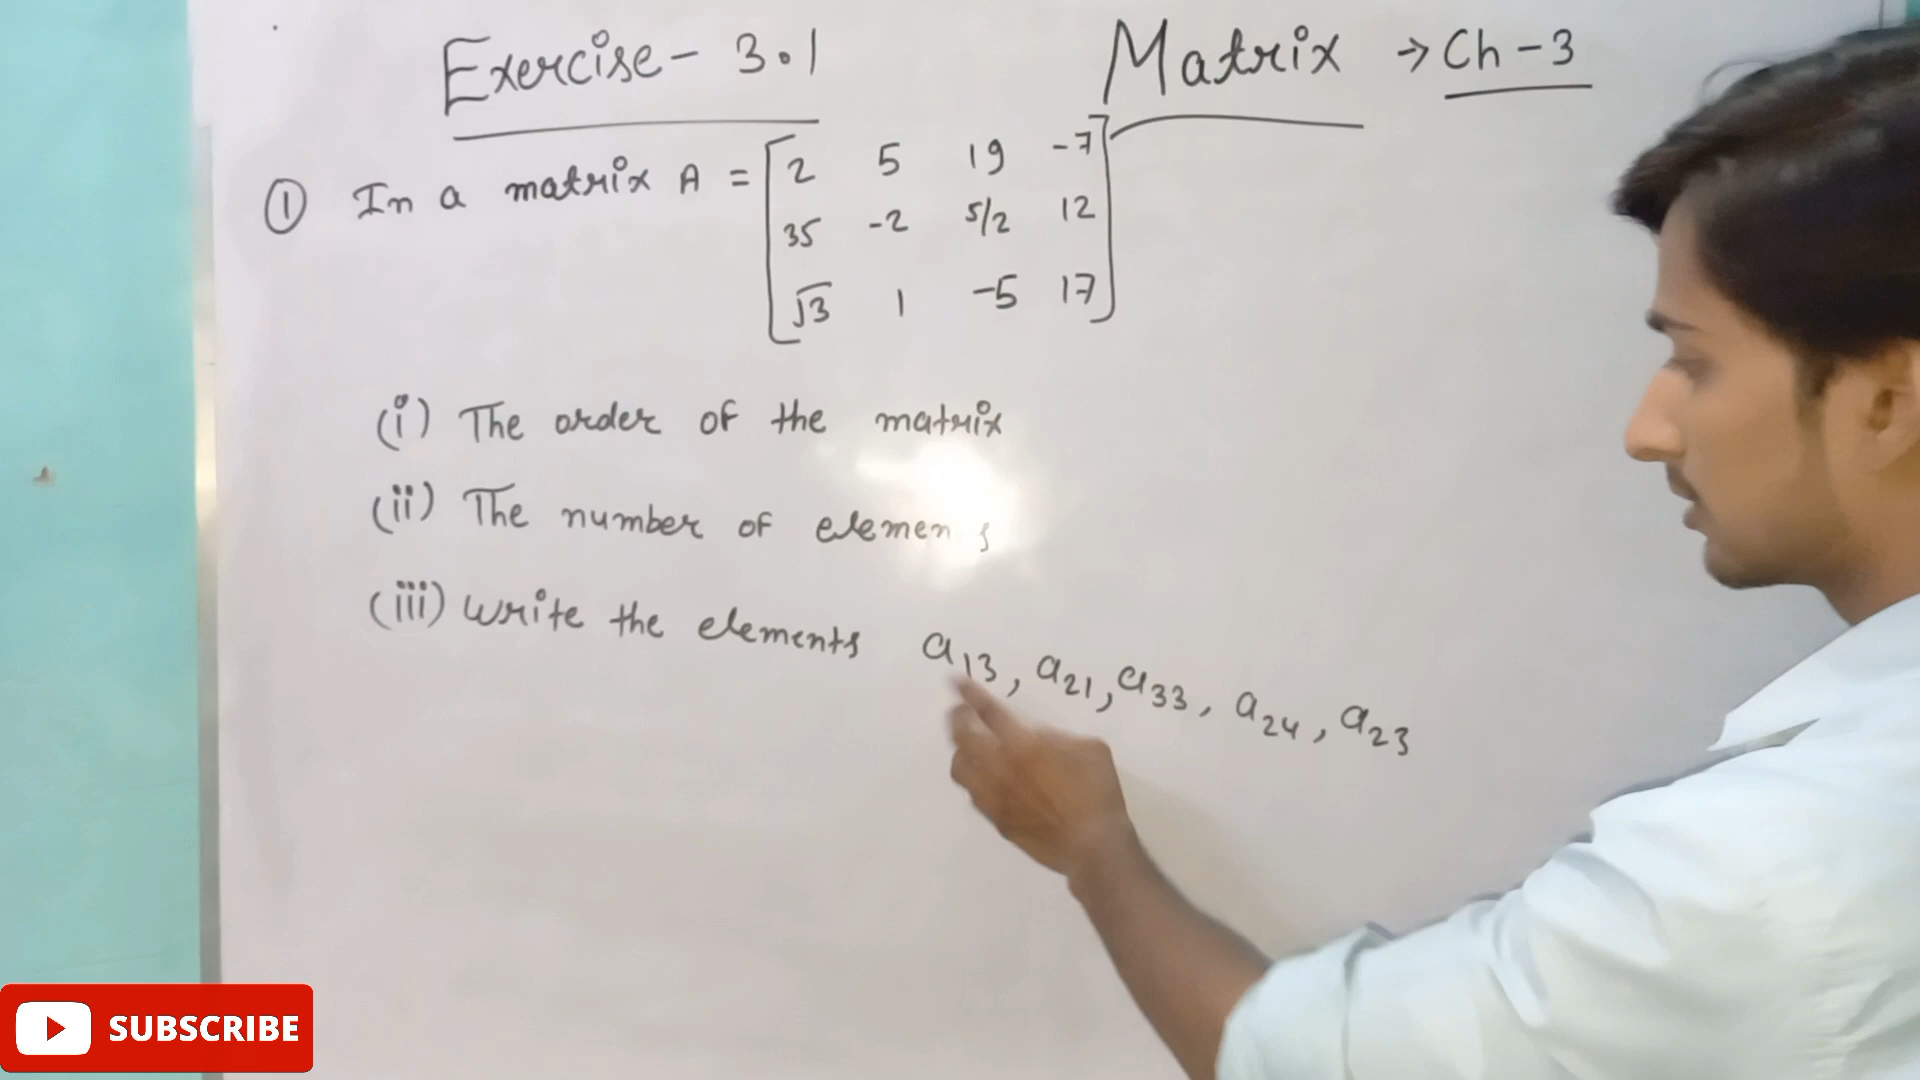 Exercise - 3.1 Matrix → Ch - 3
① In a matrix A = [2 5 19 -7
35 -2 5/2 12
√3 1 -5 17]
(i) The order of the matrix
(ii) The number of elemen s
(iii) Write the elements a13, a21, a33, a24, a23
SUBSCRIBE